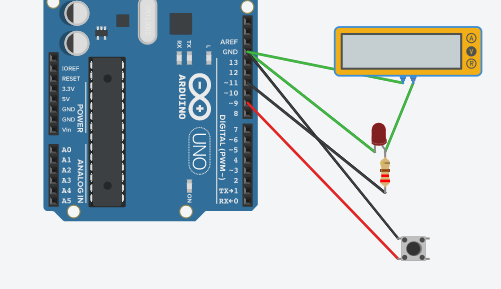 RX
TX
L
IOREF
RESET
3.3V
5V
GND
GND
Vin
POWER
A0
A1
A2
A3
A4
A5
ANALOG IN
ARDUINO
UNO
ON
AREF
GND
13
12
~11
~10
~9
8
7
~6
~5
4
~3
2
TX→1
RX←0
DIGITAL (PWM~)
A
V
R